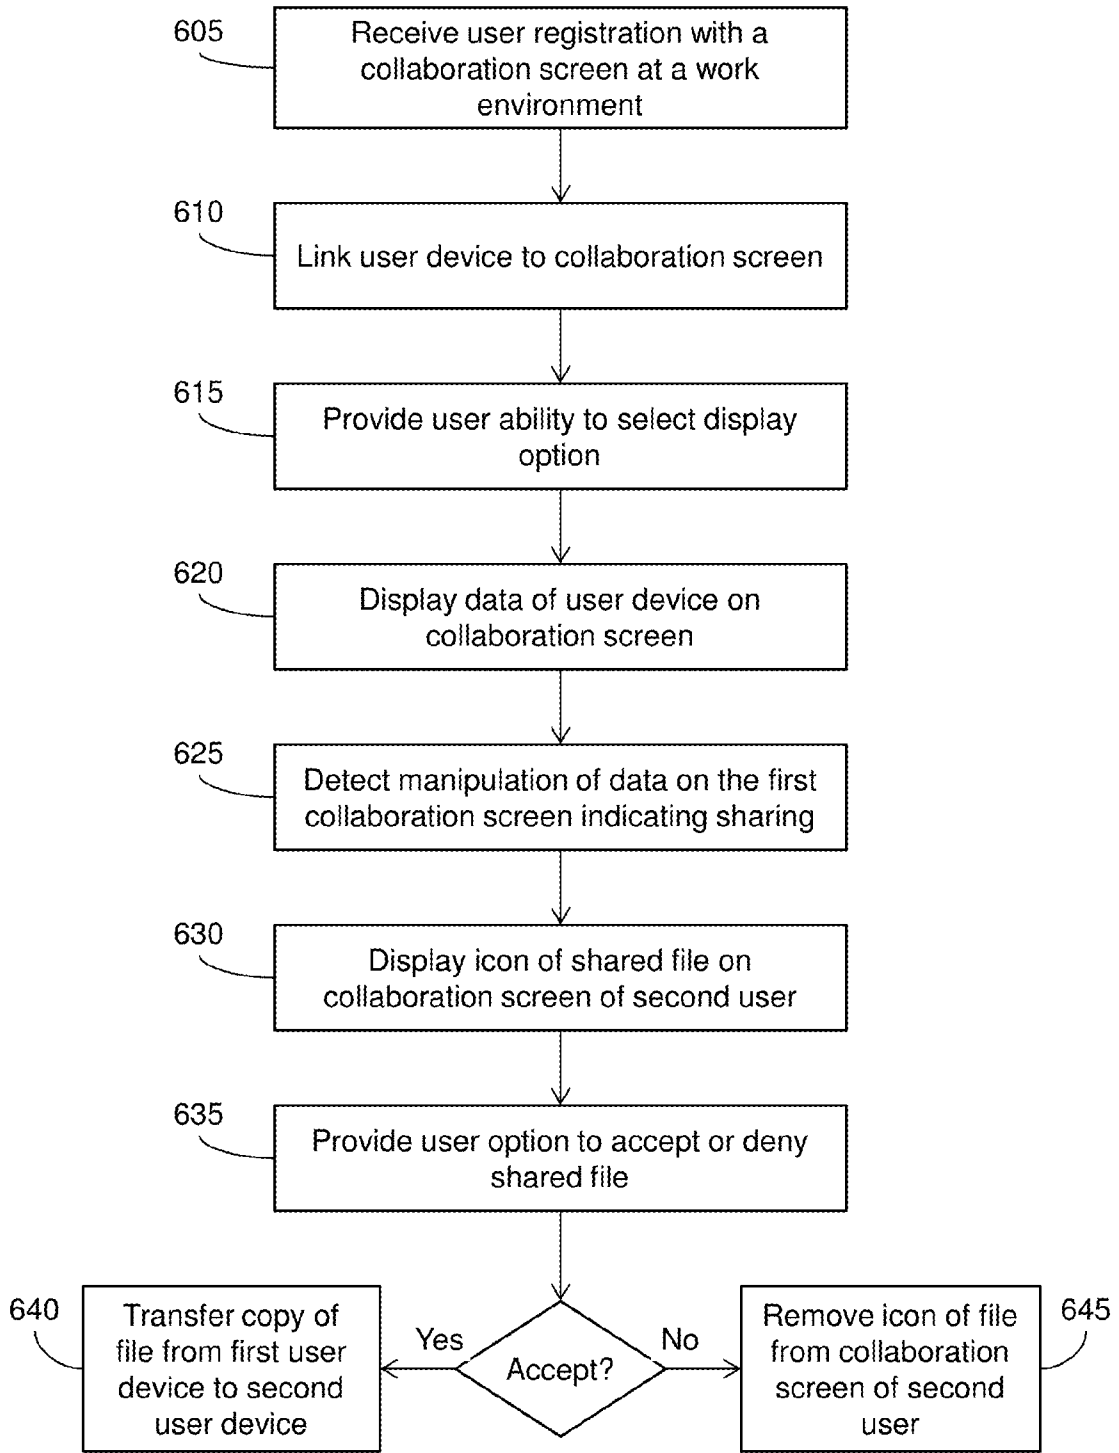 605
Receive user registration with a
collaboration screen at a work
environment
610
Link user device to collaboration screen
615
Provide user ability to select display
option
620
Display data of user device on
collaboration screen
625
Detect manipulation of data on the first
collaboration screen indicating sharing
630
Display icon of shared file on
collaboration screen of second user
635
Provide user option to accept or deny
shared file
640
Transfer copy of
file from first user
device to second
user device
Yes
Accept?
No
Remove icon of file
from collaboration
screen of second
user
645